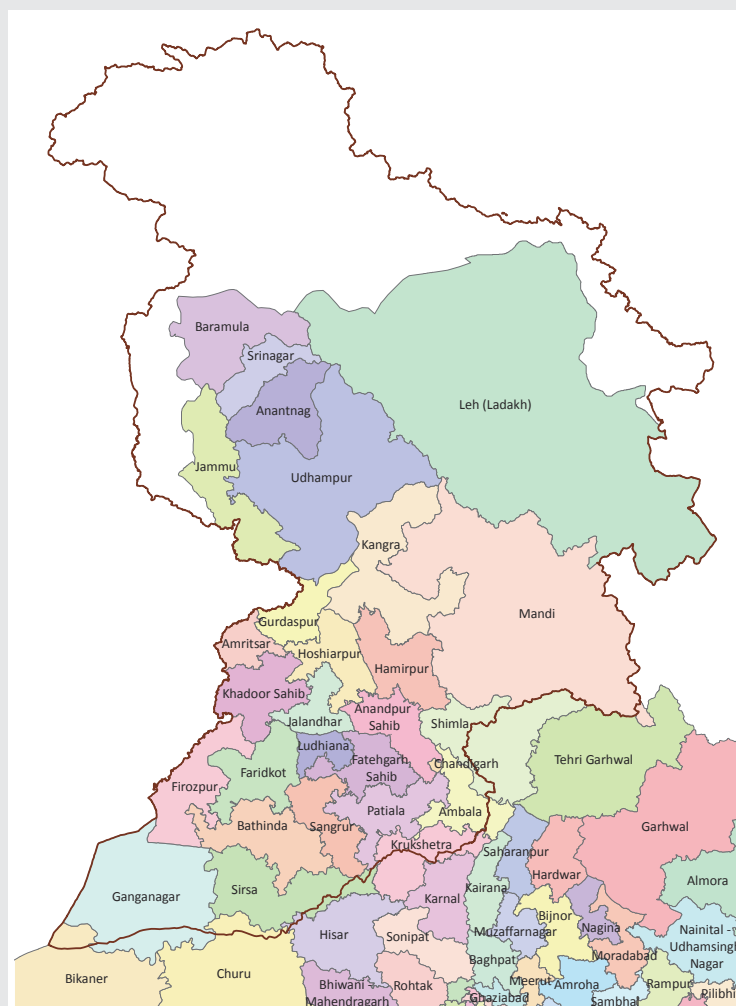 Baramula
Srinagar
Anantnag
Leh (Ladakh)
Jammu
Udhampur
Kangra
Mandi
Gurdaspur
Amritsar
Hoshiarpur
Hamirpur
Khadoor Sahib
Anandpur
Sahib
Jalandhar
Shimla
Ludhiana
Fatehgarh
Sahib
Chandigarh
Tehri Garhwal
Faridkot
Firozpur
Patiala
Ambala
Bathinda
Sangrur
Garhwal
Krukshetra
Saharanpur
Hardwar
Almora
Ganganagar
Sirsa
Kairana
Karnal
Bijnor
Nagina
Nainital -
Udhamsingh
Nagar
Hisar
Sonipat
Muzaffarnagar
Moradabad
Baghpat
Bikaner
Churu
Bhiwani
Mahendragarh
Rohtak
Meerut
Amroha
Rampur
Ghaziabad
Sambhal
Pilibhi